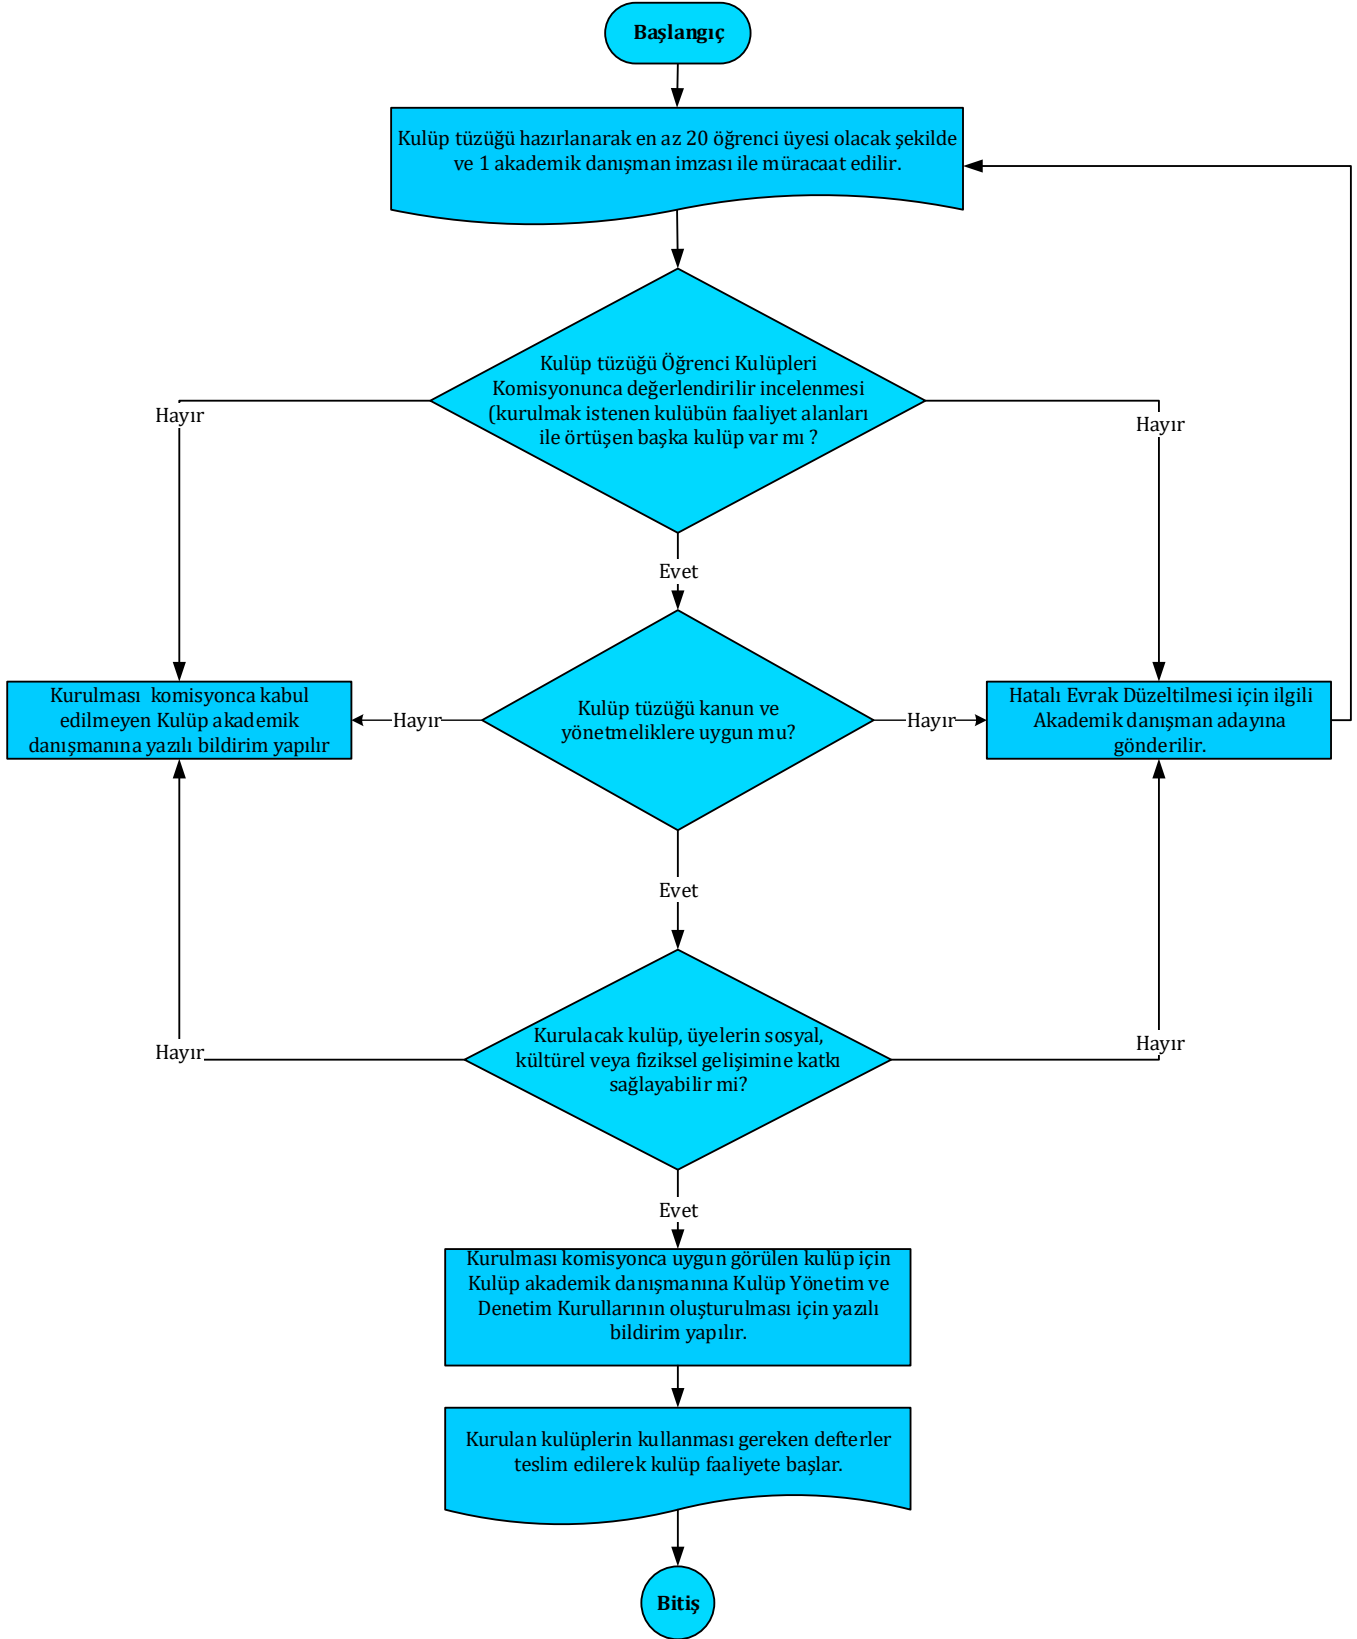 Başlangıç
Kulüp tüzüğü hazırlanarak en az 20 öğrenci üyesi olacak şekilde
ve 1 akademik danışman imzası ile müracaat edilir.
Kulüp tüzüğü Öğrenci Kulüpleri
Komisyonunca değerlendirilir incelenmesi
(kurulmak istenen kulübün faaliyet alanları
ile örtüşen başka kulüp var mı ?
Hayır
Hayır
Evet
Kurulması  komisyonca kabul
edilmeyen Kulüp akademik
danışmanına yazılı bildirim yapılır
Hayır
Kulüp tüzüğü kanun ve
yönetmeliklere uygun mu?
Hayır
Hatalı Evrak Düzeltilmesi için ilgili
Akademik danışman adayına
gönderilir.
Evet
Kurulacak kulüp, üyelerin sosyal,
kültürel veya fiziksel gelişimine katkı
sağlayabilir mi?
Hayır
Hayır
Evet
Kurulması komisyonca uygun görülen kulüp için
Kulüp akademik danışmanına Kulüp Yönetim ve
Denetim Kurullarının oluşturulması için yazılı
bildirim yapılır.
Kurulan kulüplerin kullanması gereken defterler
teslim edilerek kulüp faaliyete başlar.
Bitiş